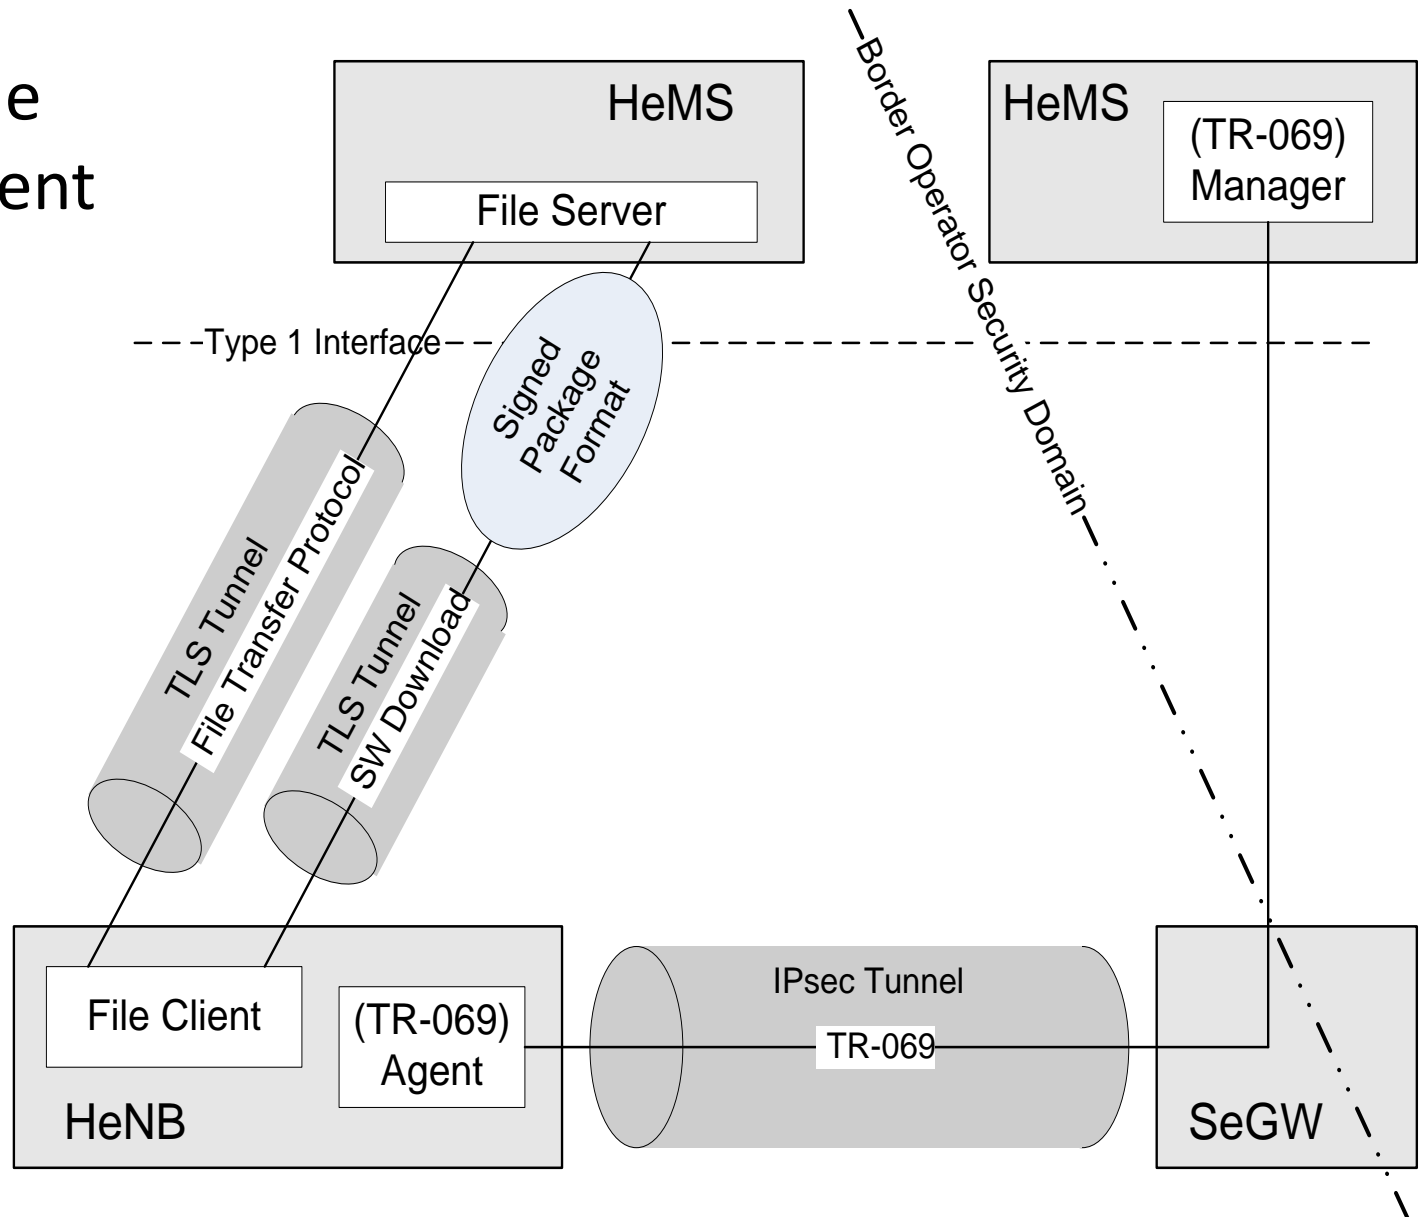 e
ent
HeMS
File Server
HeMS
(TR-069)
Manager
Border Operator Security Domain
Type 1 Interface
Signed
Package
Format
TLS Tunnel
File Transfer Protocol
TLS Tunnel
SW Download
File Client
(TR-069)
Agent
HeNB
IPsec Tunnel
TR-069
SeGW